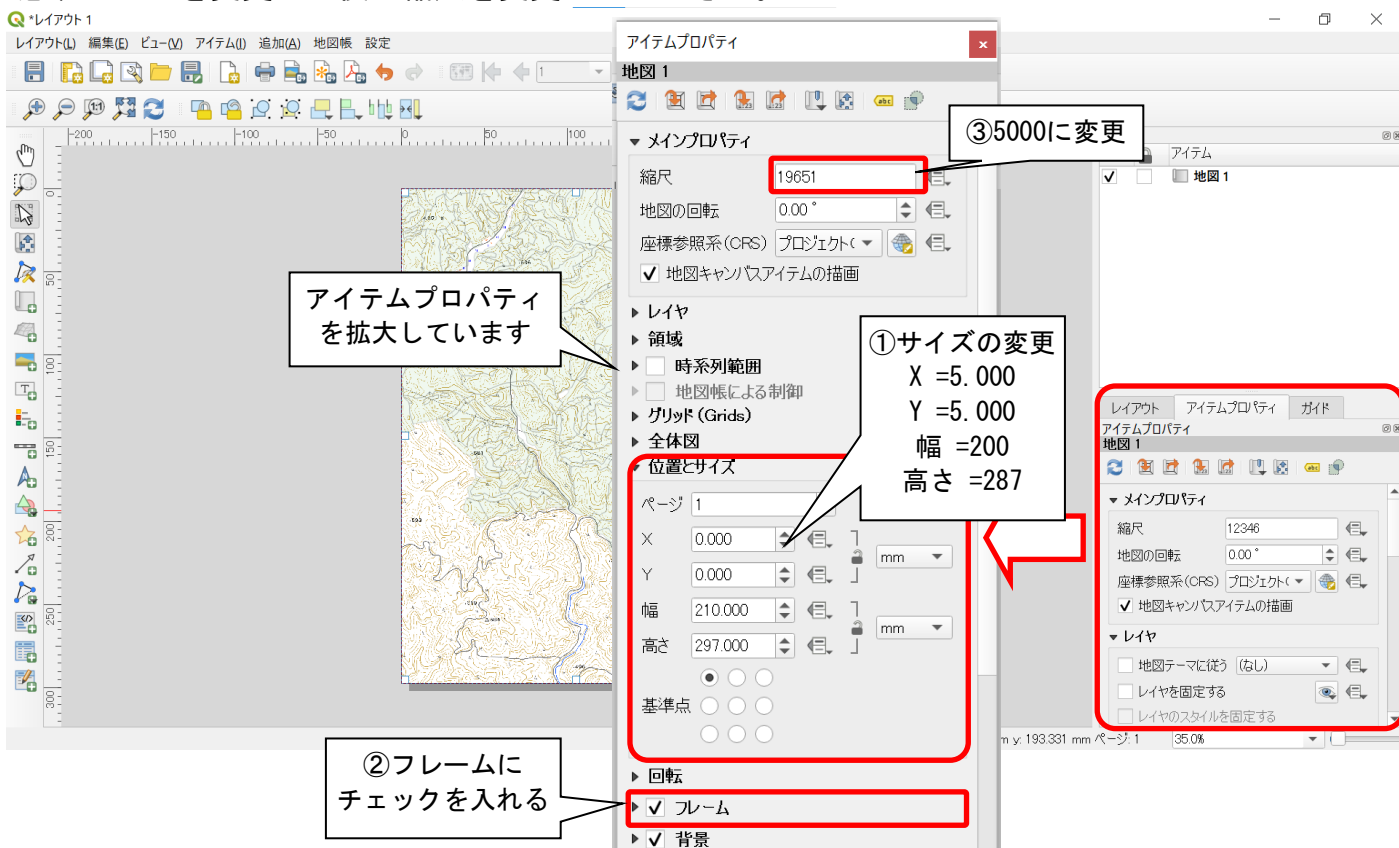 *レイアウト 1
レイアウト(L) 編集(E) ビュー(V) アイテム(I) 追加(A) 地図帳 設定
1
-200 -150 -100 -50 0 50 100
0
50
100
150
200
250
300
アイテムプロパティ
を拡大しています
②フレームに
チェックを入れる
アイテムプロパティ
地図 1
メインプロパティ
縮尺 19651
地図の回転 0.00 °
座標参照系(CRS) プロジェクト(
地図キャンバスアイテムの描画
レイヤ
領域
時系列範囲
地図帳による制御
グリッド (Grids)
全体図
位置とサイズ
ページ 1
X 0.000
mm
Y 0.000
幅 210.000
mm
高さ 297.000
基準点
回転
フレーム
背景
③5000に変更
①サイズの変更
X =5.000
Y =5.000
幅 =200
高さ =287
アイテム
地図 1
レイアウト アイテムプロパティ ガイド
アイテムプロパティ
地図 1
メインプロパティ
縮尺 12346
地図の回転 0.00 °
座標参照系(CRS) プロジェクト(
地図キャンバスアイテムの描画
レイヤ
地図テーマに従う (なし)
レイヤを固定する
レイヤのスタイルを固定する
y: 193.331 mm ページ: 1 35.0%